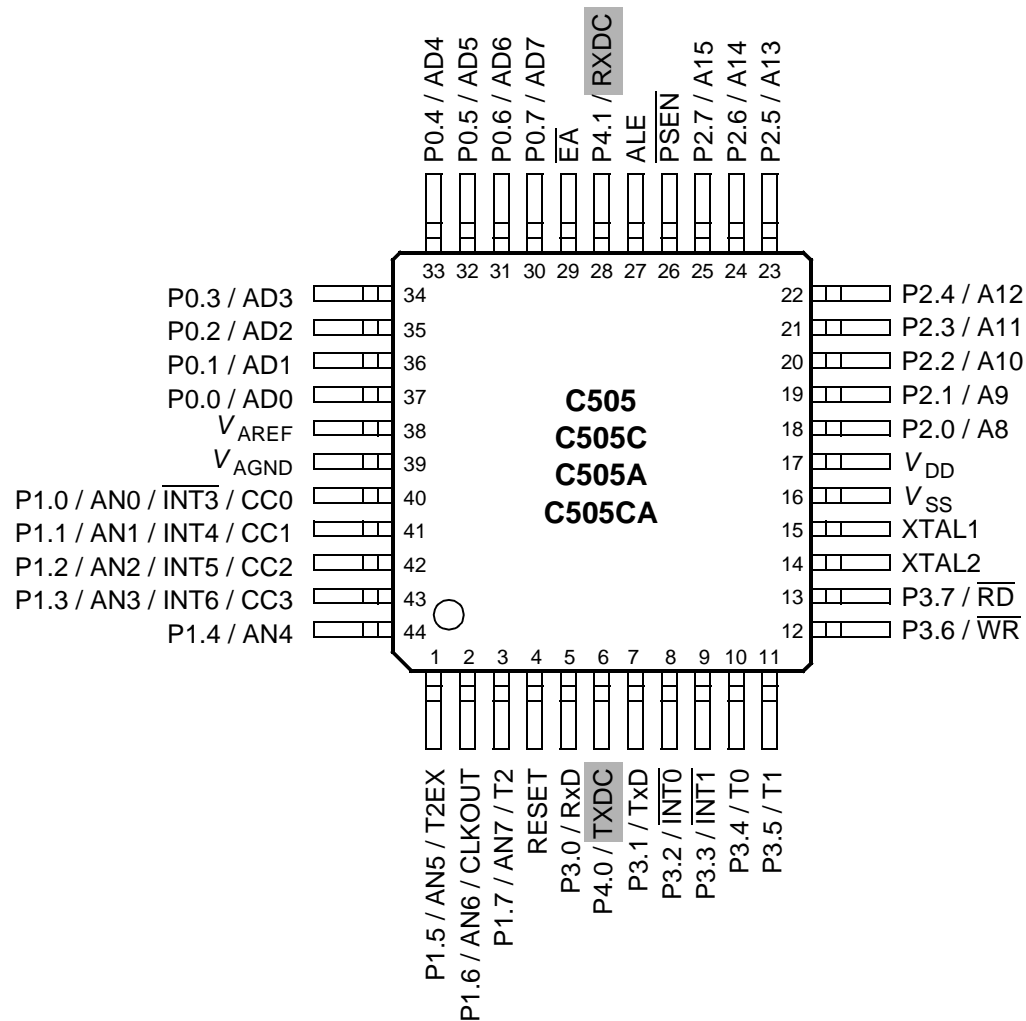 P0.4 / AD4
P0.5 / AD5
P0.6 / AD6
P0.7 / AD7
EA
P4.1 / RXDC
ALE
PSEN
P2.7 / A15
P2.6 / A14
P2.5 / A13
33 32 31 30 29 28 27 26 25 24 23
P0.3 / AD3 34
P0.2 / AD2 35
P0.1 / AD1 36
P0.0 / AD0 37
VAREF 38
VAGND 39
P1.0 / AN0 / INT3 / CC0 40
P1.1 / AN1 / INT4 / CC1 41
P1.2 / AN2 / INT5 / CC2 42
P1.3 / AN3 / INT6 / CC3 43
P1.4 / AN4 44
C505
C505C
C505A
C505CA
22 P2.4 / A12
21 P2.3 / A11
20 P2.2 / A10
19 P2.1 / A9
18 P2.0 / A8
17 VDD
16 VSS
15 XTAL1
14 XTAL2
13 P3.7 / RD
12 P3.6 / WR
1 2 3 4 5 6 7 8 9 10 11
P1.5 / AN5 / T2EX
P1.6 / AN6 / CLKOUT
P1.7 / AN7 / T2
RESET
P3.0 / RxD
P4.0 / TXDC
P3.1 / TxD
P3.2 / INT0
P3.3 / INT1
P3.4 / T0
P3.5 / T1